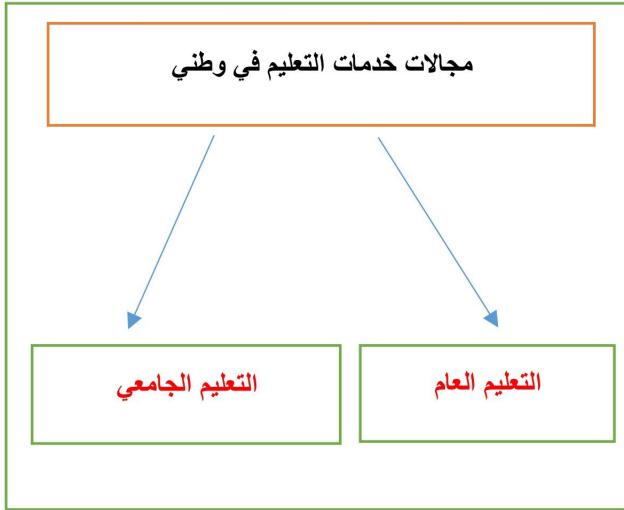 مجالات خدمات التعليم في وطني
التعليم العام
التعليم الجامعي